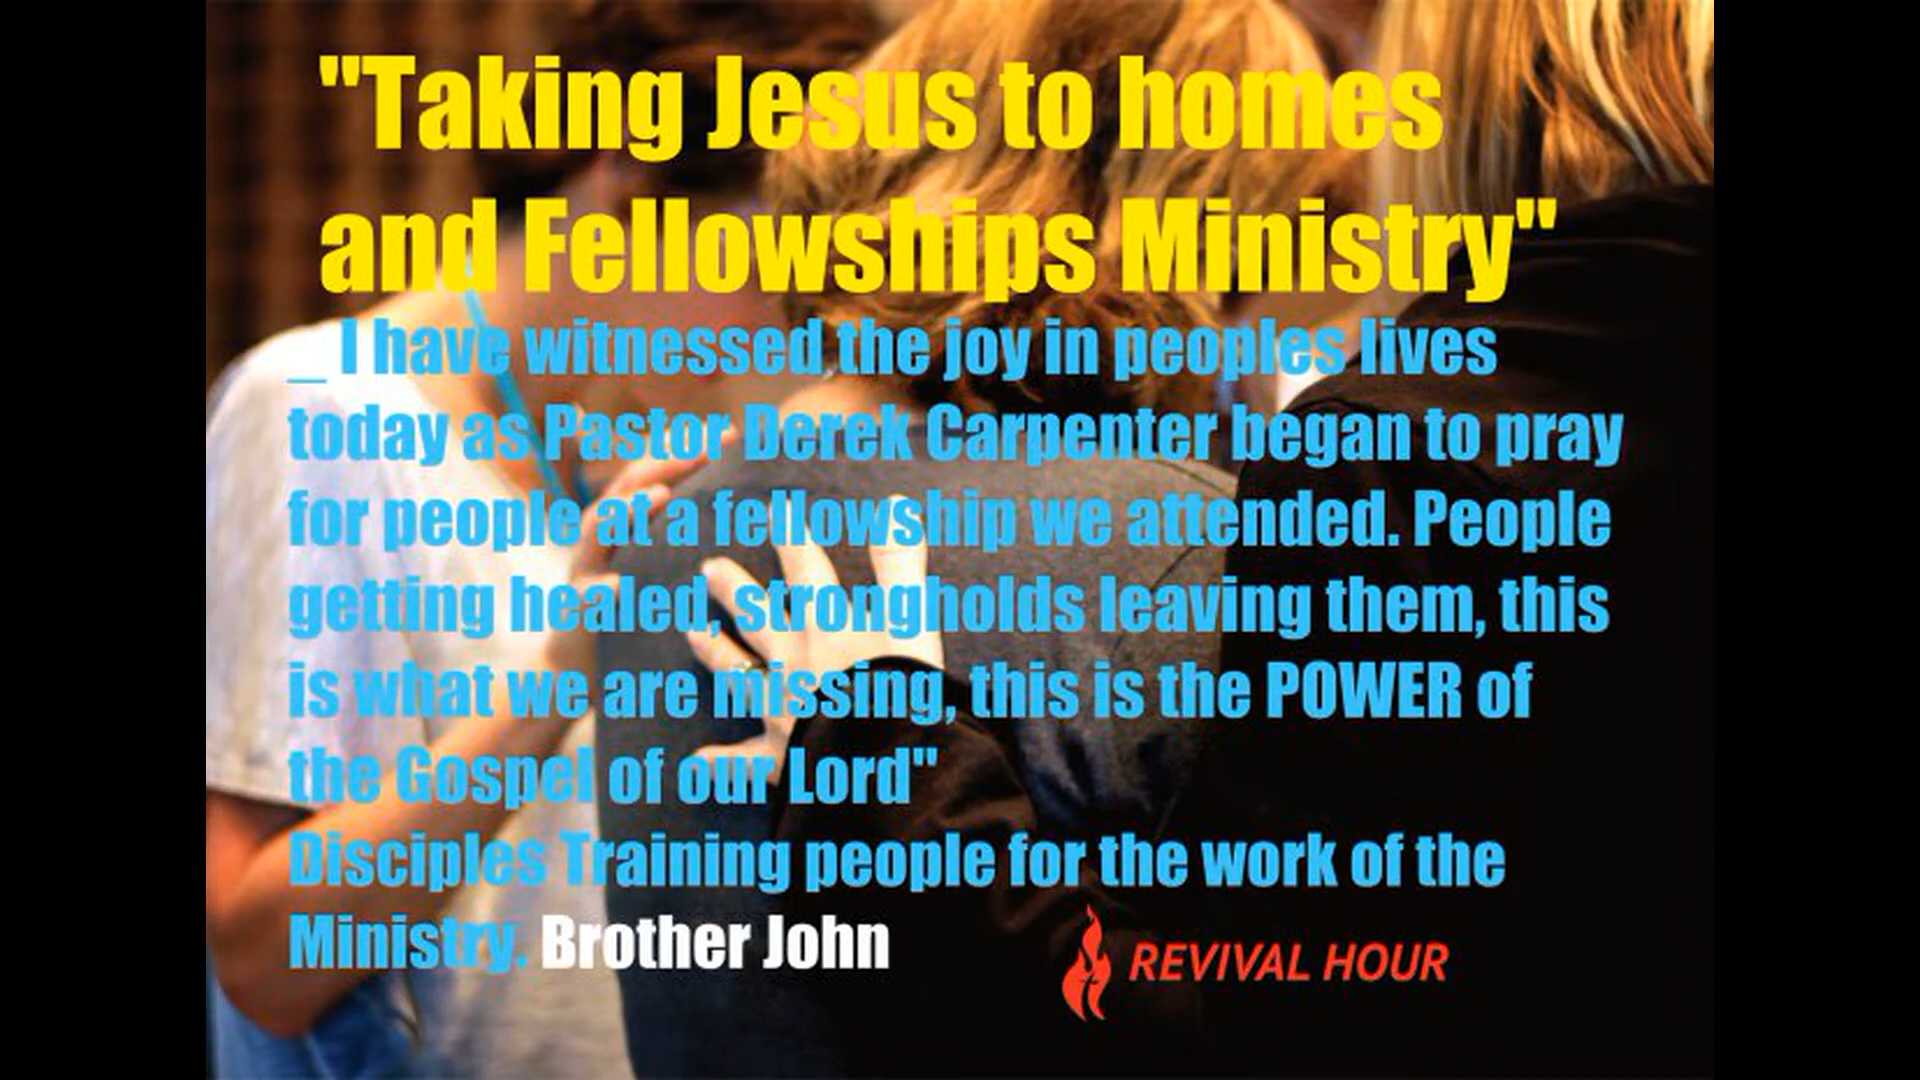 "Taking Jesus to homes
and Fellowships Ministry"
_ I have witnessed the joy in peoples lives
today as Pastor Derek Carpenter began to pray
for people at a fellowship we attended. People
getting healed, strongholds leaving them, this
is what we are missing, this is the POWER of
the Gospel of our Lord"
Disciples Training people for the work of the
Ministry. Brother John
REVIVAL HOUR